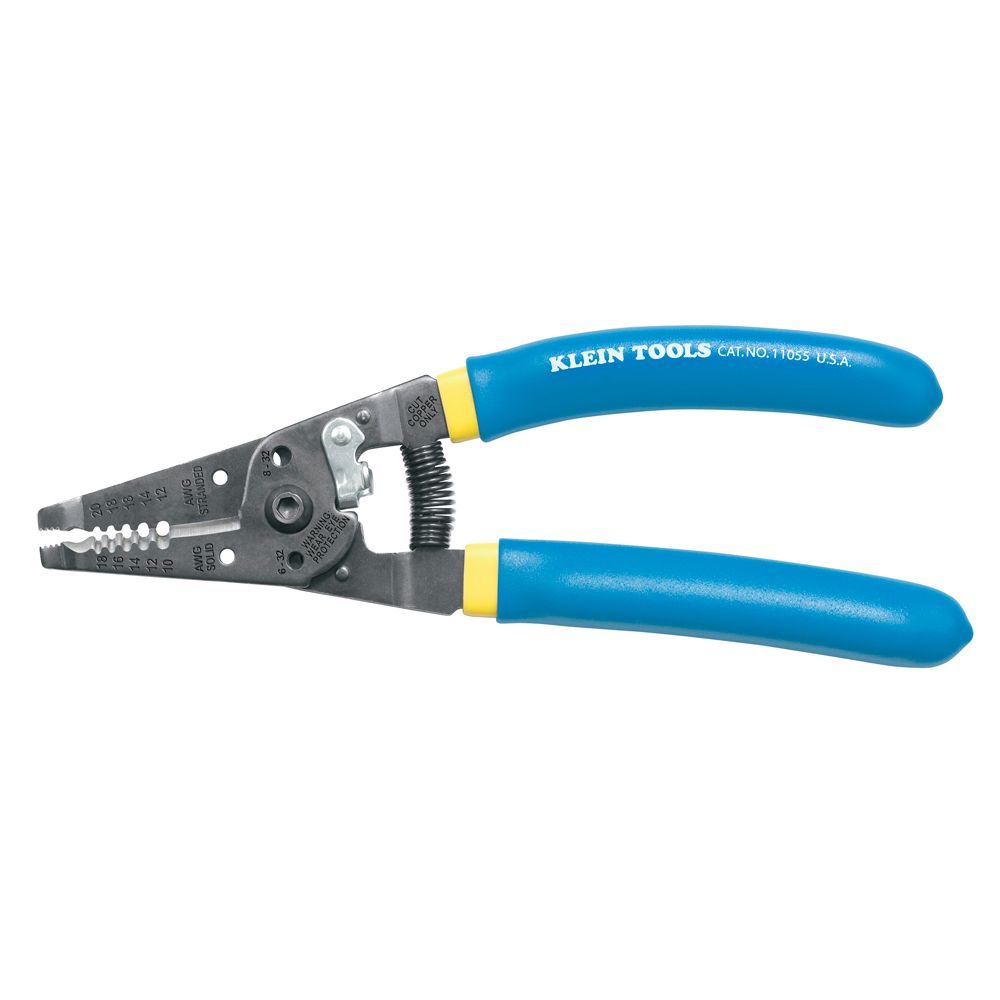 KLEIN TOOLS CAT. NO. 11055 U.S.A.
CUT
COPPER
ONLY
8-32
AWG
STRANDED
20 18 16 14 12
18 16 14 12 10
AWG
SOLID
6-32
WARNING:
WEAR EYE
PROTECTION